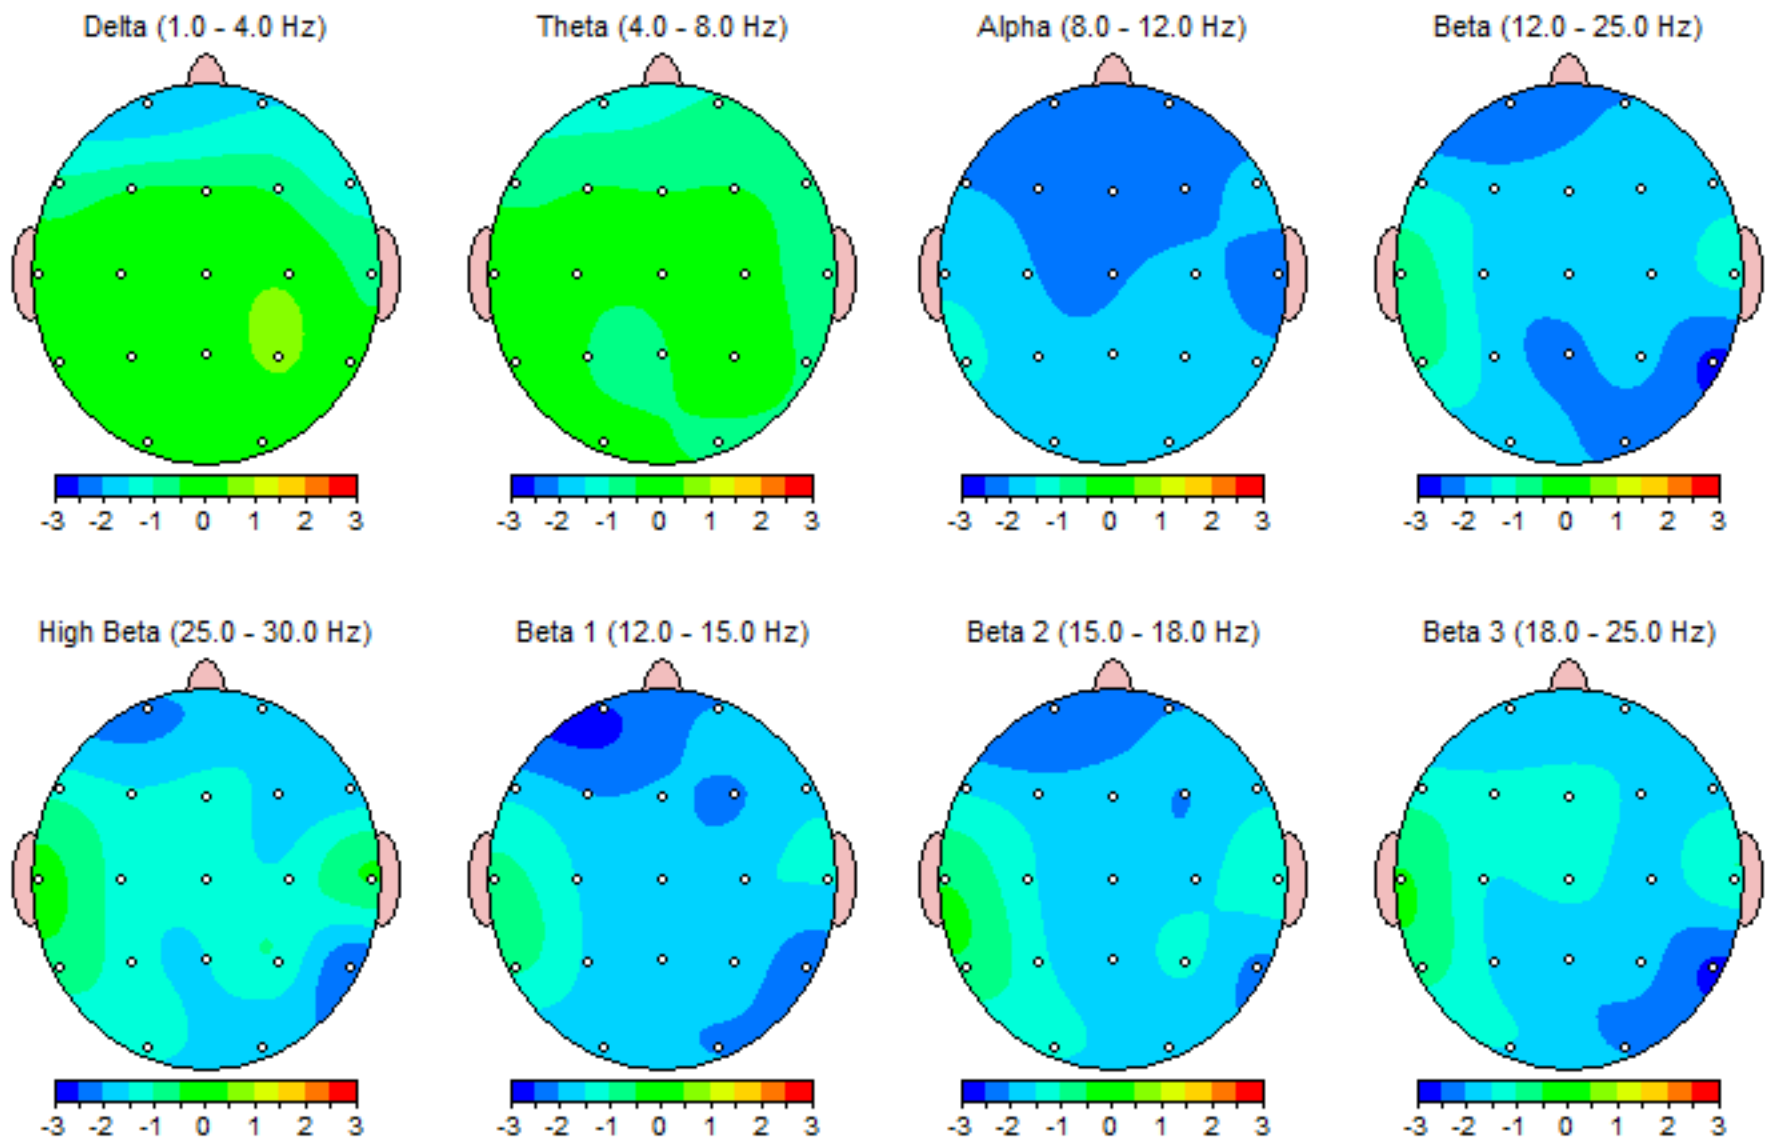 Delta (1.0 - 4.0 Hz)
Theta (4.0 - 8.0 Hz)
Alpha (8.0 - 12.0 Hz)
Beta (12.0 - 25.0 Hz)
-3 -2 -1 0 1 2 3
-3 -2 -1 0 1 2 3
-3 -2 -1 0 1 2 3
-3 -2 -1 0 1 2 3
High Beta (25.0 - 30.0 Hz)
Beta 1 (12.0 - 15.0 Hz)
Beta 2 (15.0 - 18.0 Hz)
Beta 3 (18.0 - 25.0 Hz)
-3 -2 -1 0 1 2 3
-3 -2 -1 0 1 2 3
-3 -2 -1 0 1 2 3
-3 -2 -1 0 1 2 3